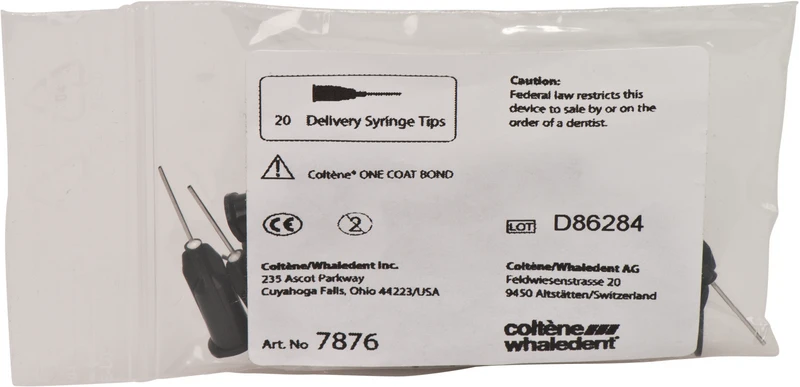 20 Delivery Syringe Tips
Caution:
Federal law restricts this
device to sale by or on the
order of a dentist.
Coltène® ONE COAT BOND
CE
2
LOT D86284
Coltène/Whaledent Inc.
235 Ascot Parkway
Cuyahoga Falls, Ohio 44223/USA
Coltène/Whaledent AG
Feldwiesenstrasse 20
9450 Altstätten/Switzerland
Art. No 7876
coltène
whaledent®